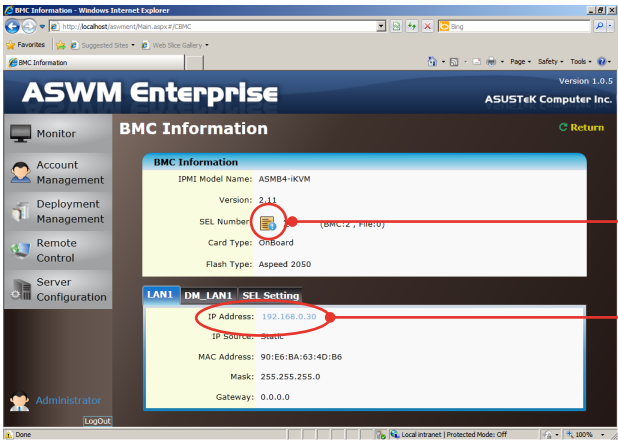 BMC Information - Windows Internet Explorer
http://localhost/aswment/Main.aspx#/CBMC
Bing
Favorites Suggested Sites Web Slice Gallery
BMC Information
Page Safety Tools
Version 1.0.5
ASWM Enterprise
ASUSTeK Computer Inc.
Monitor
Account Management
Deployment Management
Remote Control
Server Configuration
Administrator
LogOut
BMC Information
Return
BMC Information
IPMI Model Name: ASMB4-iKVM
Version: 2.11
SEL Number (BMC:2 , File:0)
Card Type: OnBoard
Flash Type: Aspeed 2050
LAN1 DM_LAN1 SEL Setting
IP Address: 192.168.0.30
IP Source: Static
MAC Address: 90:E6:BA:63:4D:B6
Mask: 255.255.255.0
Gateway: 0.0.0.0
Done
Local intranet | Protected Mode: Off
100%